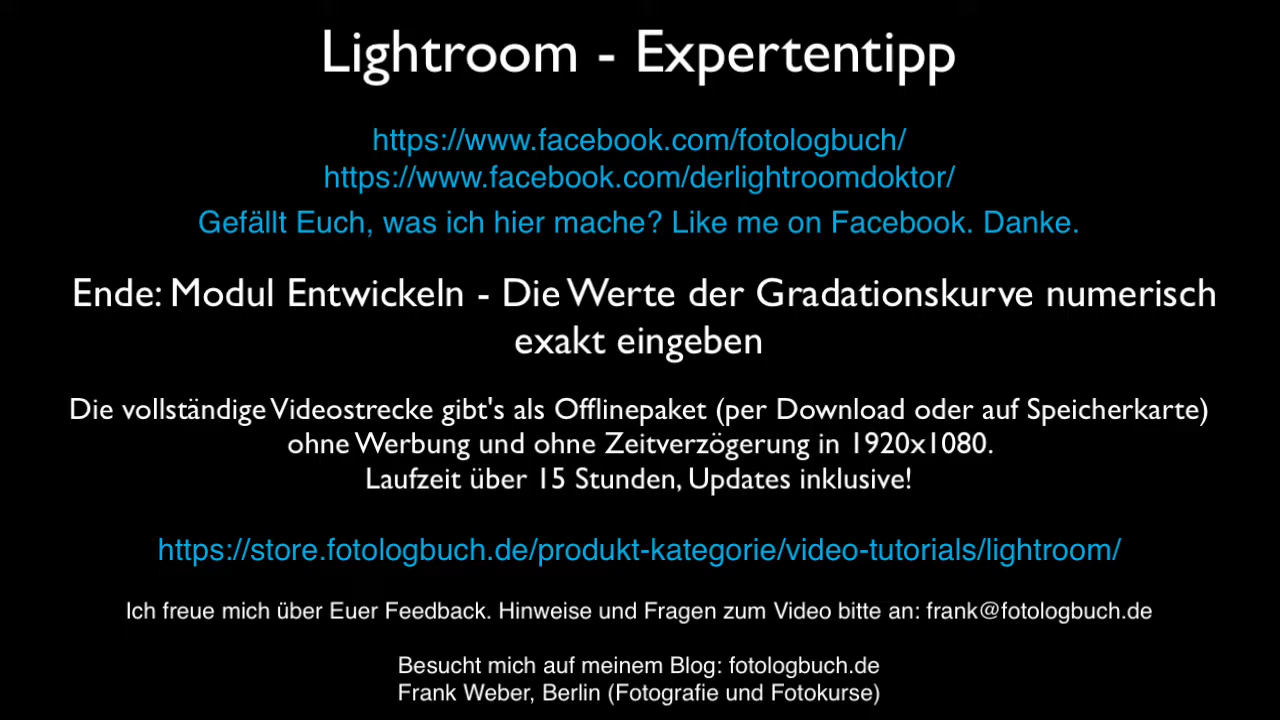 Lightroom - Expertentipp
https://www.facebook.com/fotologbuch/
https://www.facebook.com/derlightroomdoktor/
Gefällt Euch, was ich hier mache? Like me on Facebook. Danke.
Ende: Modul Entwickeln - Die Werte der Gradationskurve numerisch
exakt eingeben
Die vollständige Videostrecke gibt's als Offlinepaket (per Download oder auf Speicherkarte)
ohne Werbung und ohne Zeitverzögerung in 1920x1080.
Laufzeit über 15 Stunden, Updates inklusive!
https://store.fotologbuch.de/produkt-kategorie/video-tutorials/lightroom/
Ich freue mich über Euer Feedback. Hinweise und Fragen zum Video bitte an: frank@fotologbuch.de
Besucht mich auf meinem Blog: fotologbuch.de
Frank Weber, Berlin (Fotografie und Fotokurse)